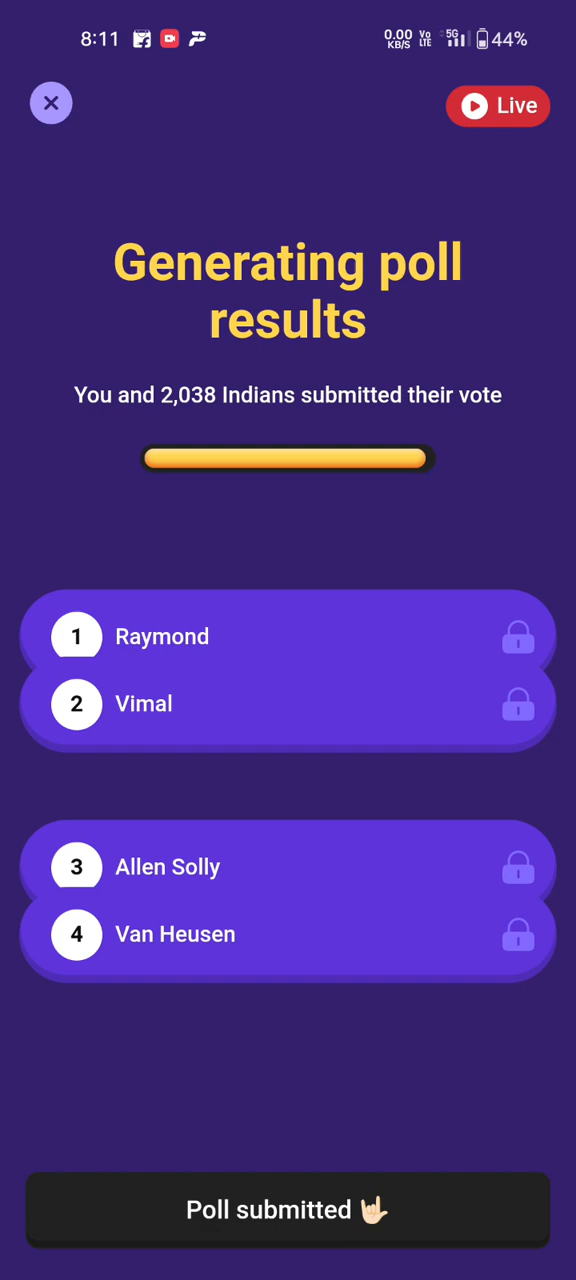 8:11 0.00 KB/S Vo LTE 5G 44%
Live
Generating poll
results
You and 2,038 Indians submitted their vote
1 Raymond
2 Vimal
3 Allen Solly
4 Van Heusen
Poll submitted 🤟🏻